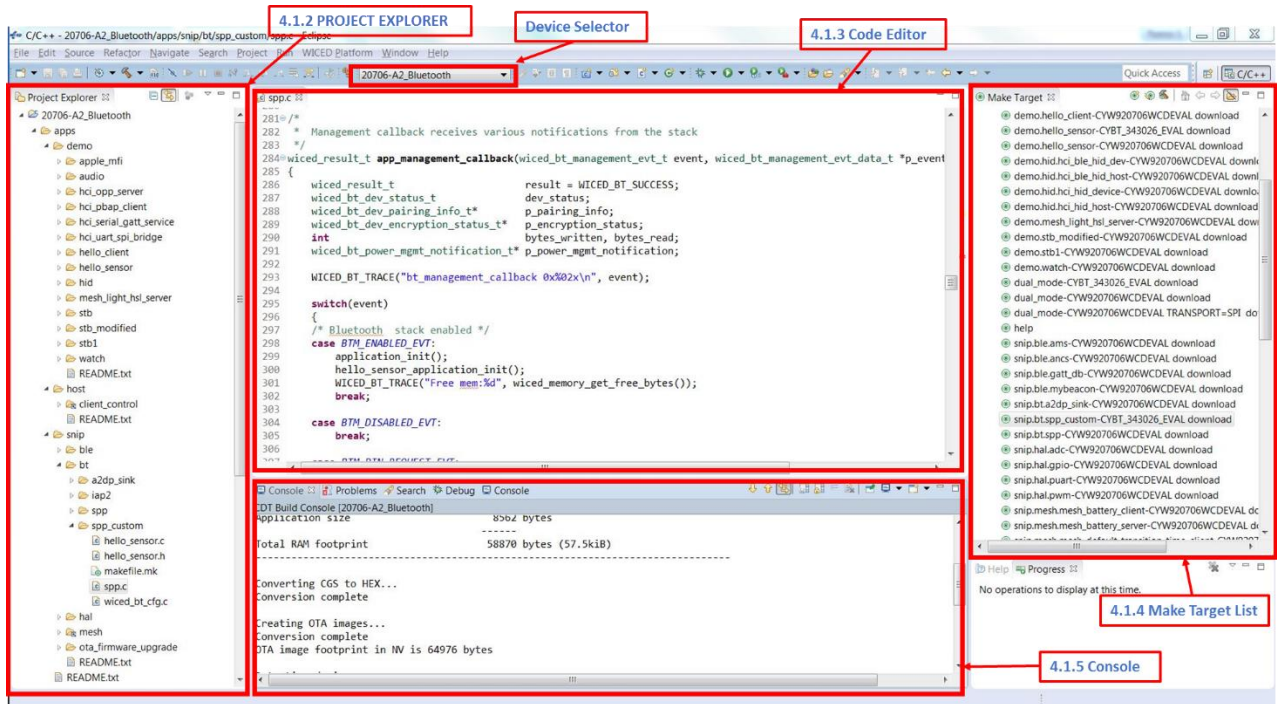 4.1.2 PROJECT EXPLORER
Device Selector
4.1.3 Code Editor
C/C++ - 20706-A2_Bluetooth/apps/snip/bt/spp_custom/spp.c - Eclipse
File Edit Source Refactor Navigate Search Project Run WICED Platform Window Help
20706-A2_Bluetooth
Quick Access
C/C++
Project Explorer
20706-A2_Bluetooth
apps
demo
apple_mfi
audio
hci_opp_server
hci_pbap_client
hci_serial_gatt_service
hci_uart_spi_bridge
hello_client
hello_sensor
hid
mesh_light_hsl_server
stb
stb_modified
stb1
watch
README.txt
host
client_control
README.txt
snip
ble
bt
a2dp_sink
iap2
spp
spp_custom
hello_sensor.c
hello_sensor.h
makefile.mk
spp.c
wiced_bt_cfg.c
hal
mesh
ota_firmware_upgrade
README.txt
README.txt
spp.c
281 /*
282 * Management callback receives various notifications from the stack
283 */
284 wiced_result_t app_management_callback(wiced_bt_management_evt_t event, wiced_bt_management_evt_data_t *p_event
285 {
286 wiced_result_t result = WICED_BT_SUCCESS;
287 wiced_bt_dev_status_t dev_status;
288 wiced_bt_dev_pairing_info_t* p_pairing_info;
289 wiced_bt_dev_encryption_status_t* p_encryption_status;
290 int bytes_written, bytes_read;
291 wiced_bt_power_mgmt_notification_t* p_power_mgmt_notification;
292
293 WICED_BT_TRACE("bt_management_callback 0x%02x\n", event);
294
295 switch(event)
296 {
297 /* Bluetooth stack enabled */
298 case BTM_ENABLED_EVT:
299 application_init();
300 hello_sensor_application_init();
301 WICED_BT_TRACE("Free mem:%d", wiced_memory_get_free_bytes());
302 break;
303
304 case BTM_DISABLED_EVT:
305 break;
306
Console Problems Search Debug Console
CDT Build Console [20706-A2_Bluetooth]
Application size 8562 bytes
------
Total RAM footprint 58870 bytes (57.5kiB)
----------------------------------------------------------------------
Converting CGS to HEX...
Conversion complete
Creating OTA images...
Conversion complete
OTA image footprint in NV is 64976 bytes
Make Target
demo.hello_client-CYW920706WCDEVAL download
demo.hello_sensor-CYBT_343026_EVAL download
demo.hello_sensor-CYW920706WCDEVAL download
demo.hid.hci_ble_hid_dev-CYW920706WCDEVAL downl
demo.hid.hci_ble_hid_host-CYW920706WCDEVAL down
demo.hid.hci_hid_device-CYW920706WCDEVAL downlo
demo.hid.hci_hid_host-CYW920706WCDEVAL download
demo.mesh_light_hsl_server-CYW920706WCDEVAL dow
demo.stb_modified-CYW920706WCDEVAL download
demo.stb1-CYW920706WCDEVAL download
demo.watch-CYW920706WCDEVAL download
dual_mode-CYBT_343026_EVAL download
dual_mode-CYW920706WCDEVAL download
dual_mode-CYW920706WCDEVAL TRANSPORT=SPI do
help
snip.ble.ams-CYW920706WCDEVAL download
snip.ble.ancs-CYW920706WCDEVAL download
snip.ble.gatt_db-CYW920706WCDEVAL download
snip.ble.mybeacon-CYW920706WCDEVAL download
snip.bt.a2dp_sink-CYW920706WCDEVAL download
snip.bt.spp_custom-CYBT_343026_EVAL download
snip.bt.spp-CYW920706WCDEVAL download
snip.hal.adc-CYW920706WCDEVAL download
snip.hal.gpio-CYW920706WCDEVAL download
snip.hal.puart-CYW920706WCDEVAL download
snip.hal.pwm-CYW920706WCDEVAL download
snip.mesh.mesh_battery_client-CYW920706WCDEVAL dc
snip.mesh.mesh_battery_server-CYW920706WCDEVAL d
Help Progress
No operations to display at this time.
4.1.4 Make Target List
4.1.5 Console